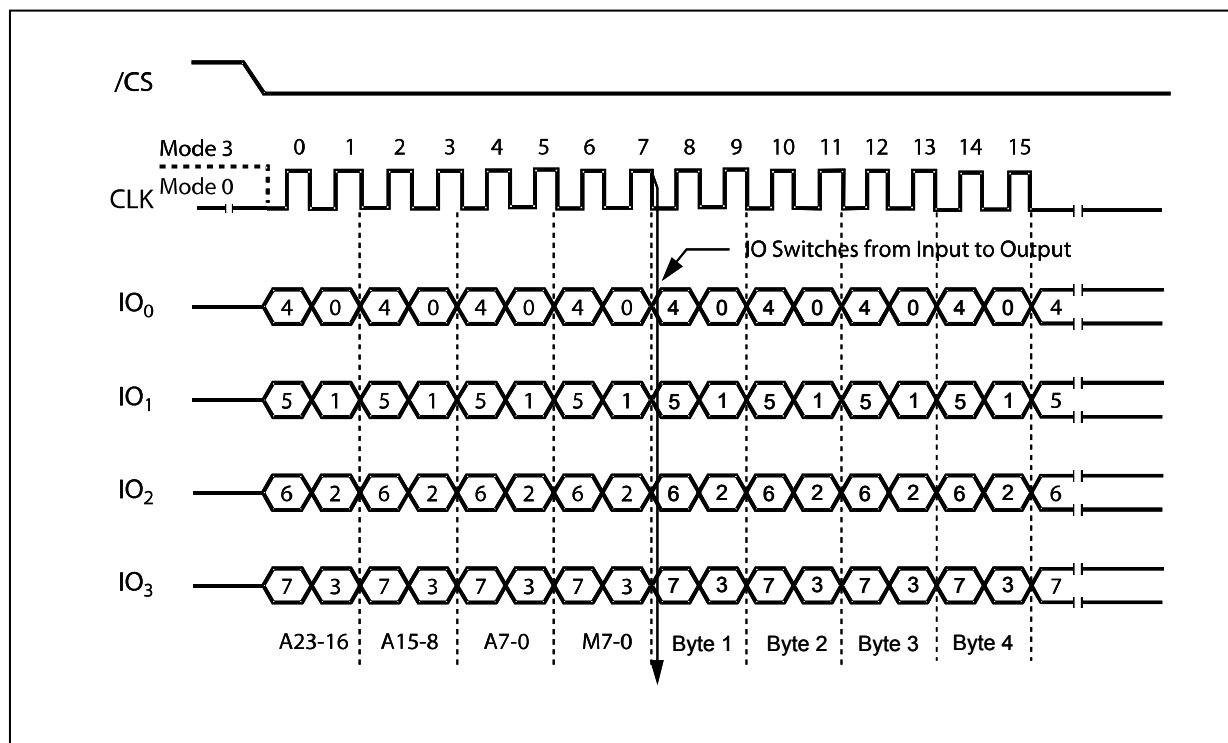 /CS
Mode 3
0 1 2 3 4 5 6 7 8 9 10 11 12 13 14 15
Mode 0
CLK
IO Switches from Input to Output
IO0 4 0 4 0 4 0 4 0 4 0 4 0 4 0 4 0 4
IO1 5 1 5 1 5 1 5 1 5 1 5 1 5 1 5 1 5
IO2 6 2 6 2 6 2 6 2 6 2 6 2 6 2 6 2 6
IO3 7 3 7 3 7 3 7 3 7 3 7 3 7 3 7 3 7
A23-16 A15-8 A7-0 M7-0 Byte 1 Byte 2 Byte 3 Byte 4